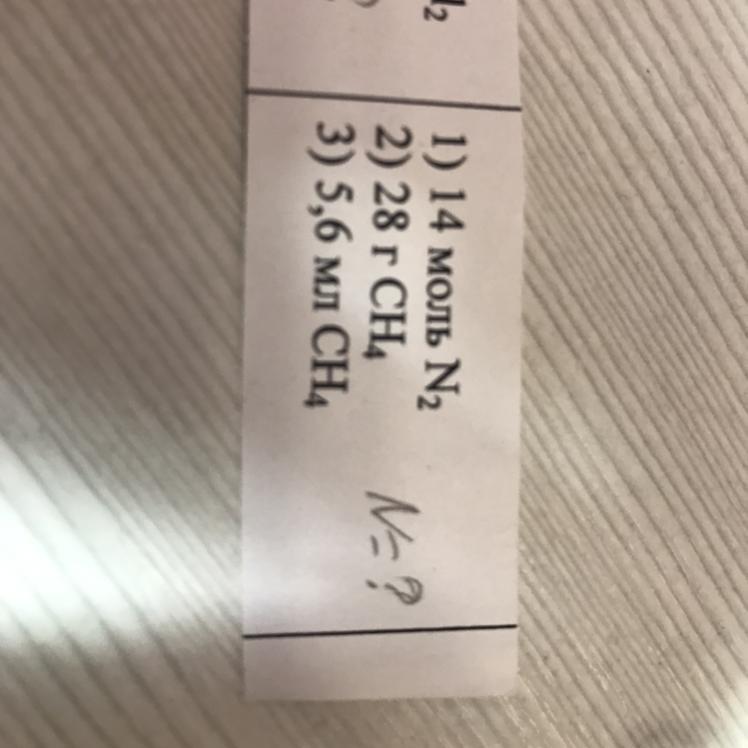 1) 14 моль N₂
2) 28 г CH₄
3) 5,6 мл CH₄
N=?